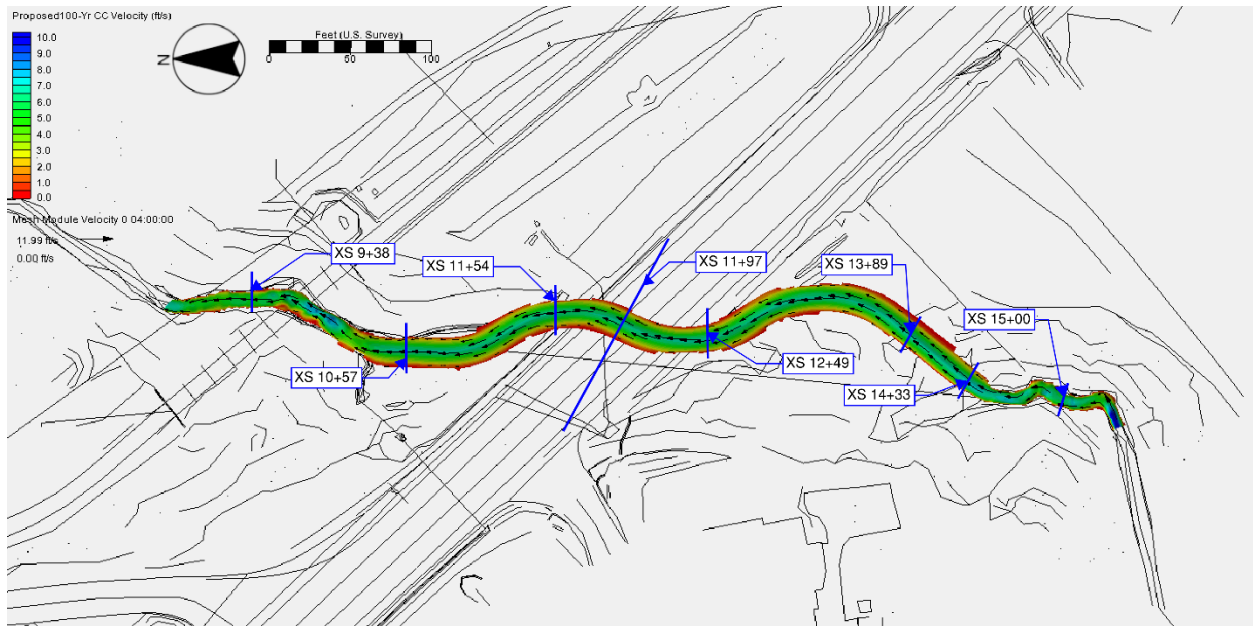 Proposed100-Yr CC Velocity (ft/s)
10.0
9.0
8.0
7.0
6.0
5.0
4.0
3.0
2.0
1.0
0.0
N
Feet (U.S. Survey)
0
50
100
Mesh Module Velocity 0 04:00:00
11.99 ft/s
0.00 ft/s
XS 9+38
XS 11+54
XS 11+97
XS 13+89
XS 15+00
XS 10+57
XS 12+49
XS 14+33